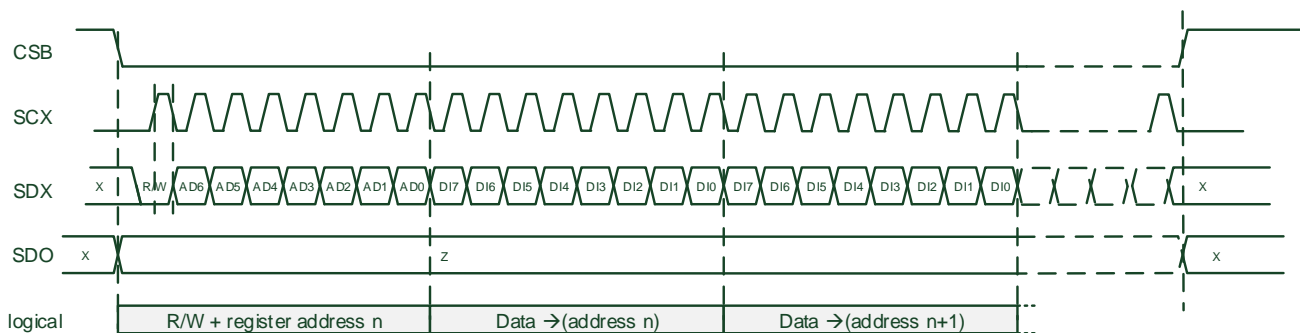 CSB
SCX
SDX X R/W AD6 AD5 AD4 AD3 AD2 AD1 AD0 DI7 DI6 DI5 DI4 DI3 DI2 DI1 DI0 DI7 DI6 DI5 DI4 DI3 DI2 DI1 DI0 X
SDO X Z X
logical R/W + register address n Data →(address n) Data →(address n+1)